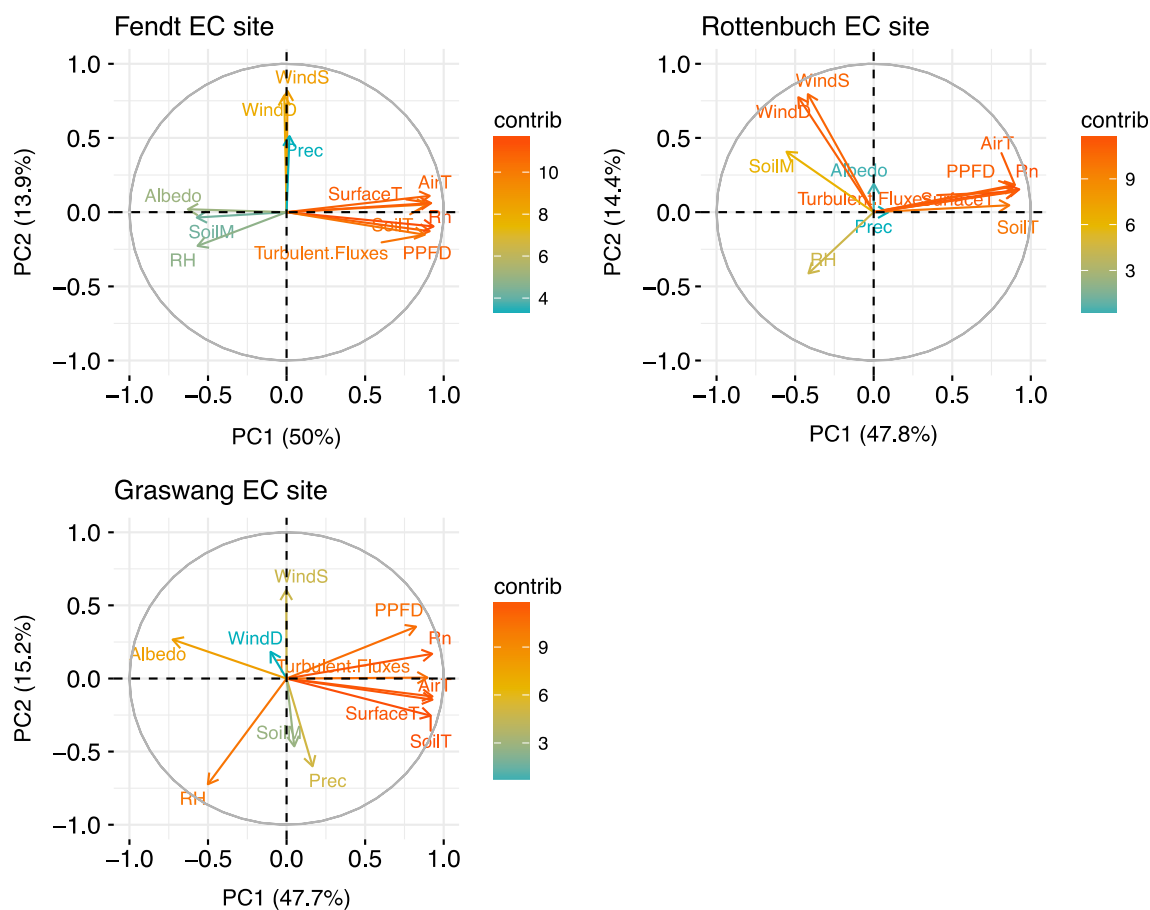 Fendt EC site
1.0
0.5
0.0
−0.5
−1.0
PC2 (13.9%)
WindS
WindD
Prec
Albedo
SoilM
RH
SurfaceT
AirT
Rn
SoilT
Turbulent.Fluxes
PPFD
−1.0
−0.5
0.0
0.5
1.0
PC1 (50%)
contrib
10
8
6
4
Rottenbuch EC site
1.0
0.5
0.0
−0.5
−1.0
PC2 (14.4%)
WindS
WindD
SoilM
Albedo
AirT
PPFD
Rn
Turbulent.Fluxes
SurfaceT
SoilT
Prec
RH
−1.0
−0.5
0.0
0.5
1.0
PC1 (47.8%)
contrib
9
6
3
Graswang EC site
1.0
0.5
0.0
−0.5
−1.0
PC2 (15.2%)
WindS
PPFD
WindD
Rn
Albedo
Turbulent.Fluxes
AirT
SurfaceT
SoilM
SoilT
Prec
RH
−1.0
−0.5
0.0
0.5
1.0
PC1 (47.7%)
contrib
9
6
3